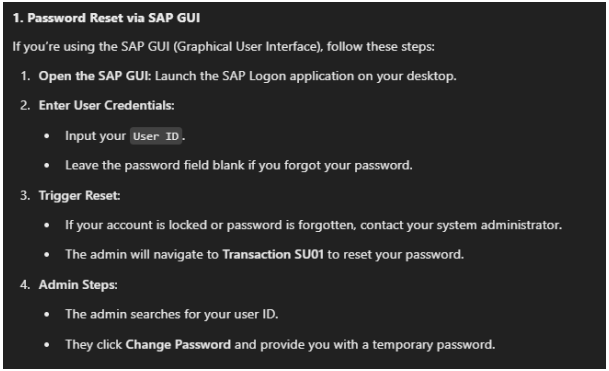 1. Password Reset via SAP GUI
If you're using the SAP GUI (Graphical User Interface), follow these steps:
1. Open the SAP GUI: Launch the SAP Logon application on your desktop.
2. Enter User Credentials:
• Input your User ID.
• Leave the password field blank if you forgot your password.
3. Trigger Reset:
• If your account is locked or password is forgotten, contact your system administrator.
• The admin will navigate to Transaction SU01 to reset your password.
4. Admin Steps:
• The admin searches for your user ID.
• They click Change Password and provide you with a temporary password.